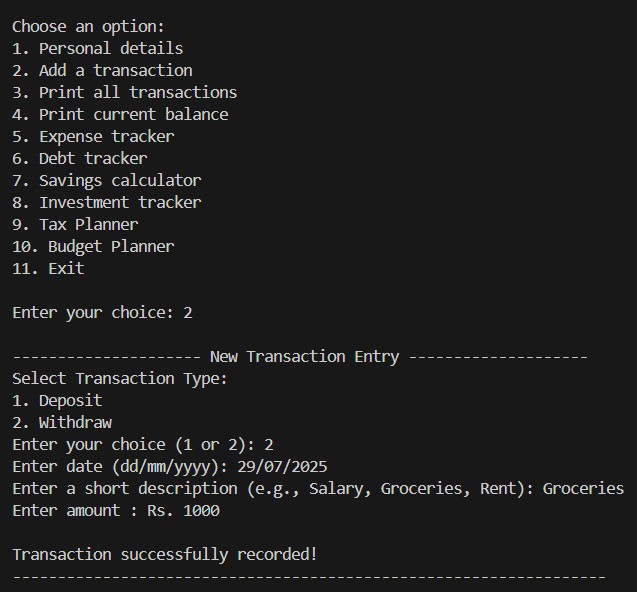 Choose an option:
1. Personal details
2. Add a transaction
3. Print all transactions
4. Print current balance
5. Expense tracker
6. Debt tracker
7. Savings calculator
8. Investment tracker
9. Tax Planner
10. Budget Planner
11. Exit
Enter your choice: 2
--------------------- New Transaction Entry --------------------
Select Transaction Type:
1. Deposit
2. Withdraw
Enter your choice (1 or 2): 2
Enter date (dd/mm/yyyy): 29/07/2025
Enter a short description (e.g., Salary, Groceries, Rent): Groceries
Enter amount : Rs. 1000
Transaction successfully recorded!
------------------------------------------------------------------